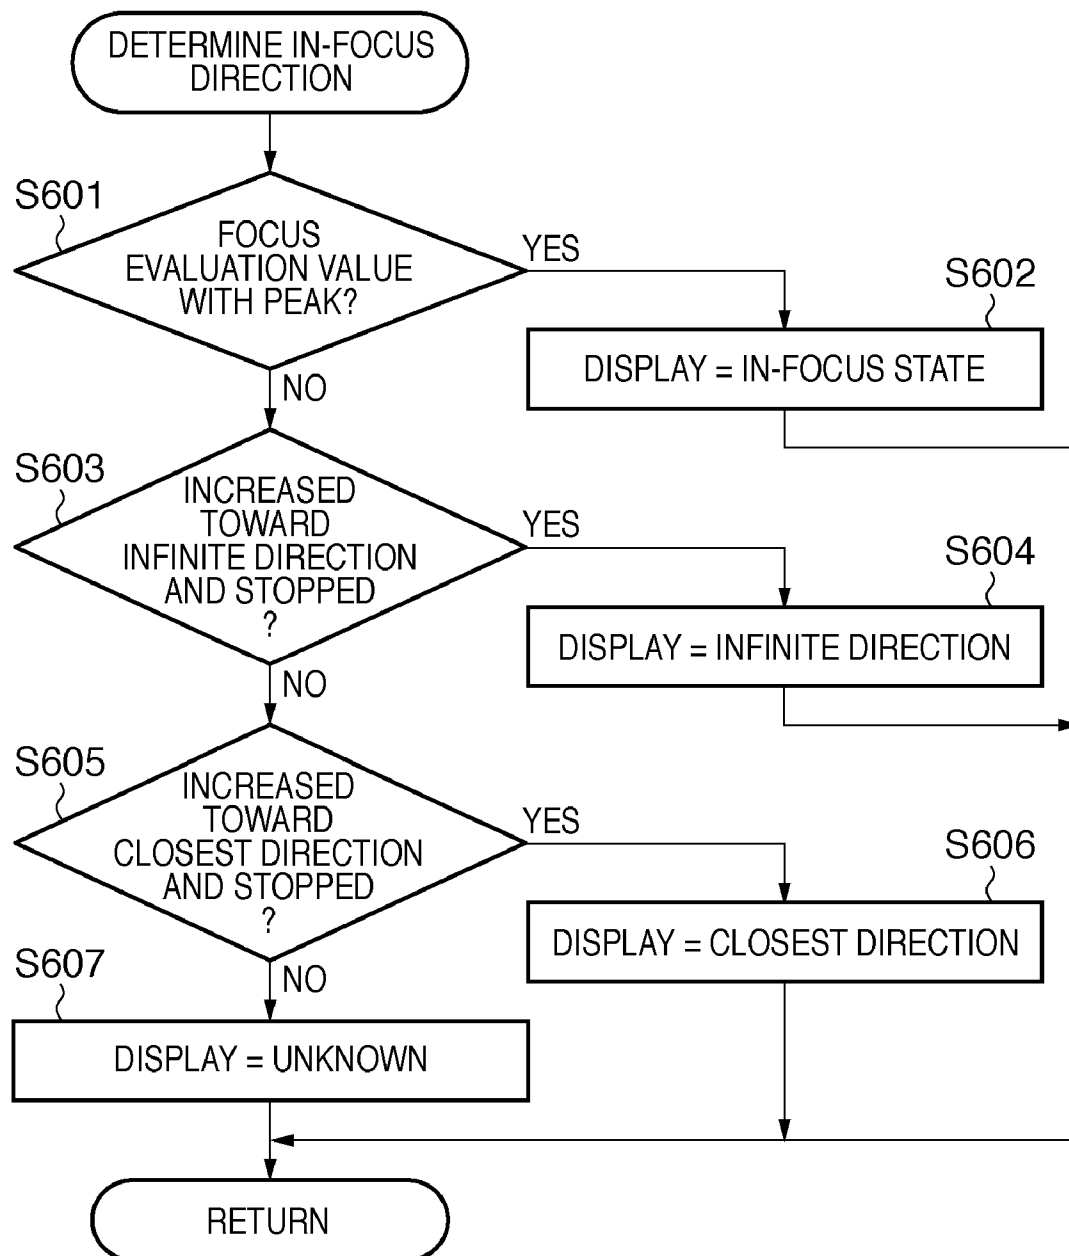 DETERMINE IN-FOCUS
DIRECTION
S601
FOCUS
EVALUATION VALUE
WITH PEAK?
YES
S602
DISPLAY = IN-FOCUS STATE
NO
S603
INCREASED
TOWARD
INFINITE DIRECTION
AND STOPPED
?
YES
S604
DISPLAY = INFINITE DIRECTION
NO
S605
INCREASED
TOWARD
CLOSEST DIRECTION
AND STOPPED
?
YES
S606
DISPLAY = CLOSEST DIRECTION
NO
S607
DISPLAY = UNKNOWN
RETURN